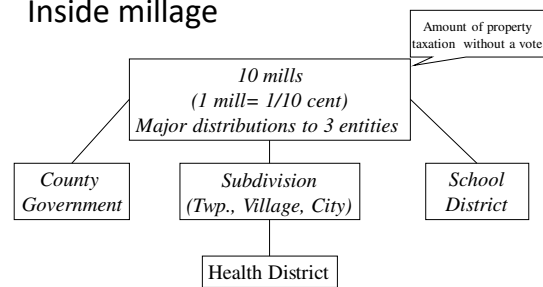 Inside millage
Amount of property
taxation without a vote
10 mills
(1 mill= 1/10 cent)
Major distributions to 3 entities
County
Government
Subdivision
(Twp., Village, City)
School
District
Health District